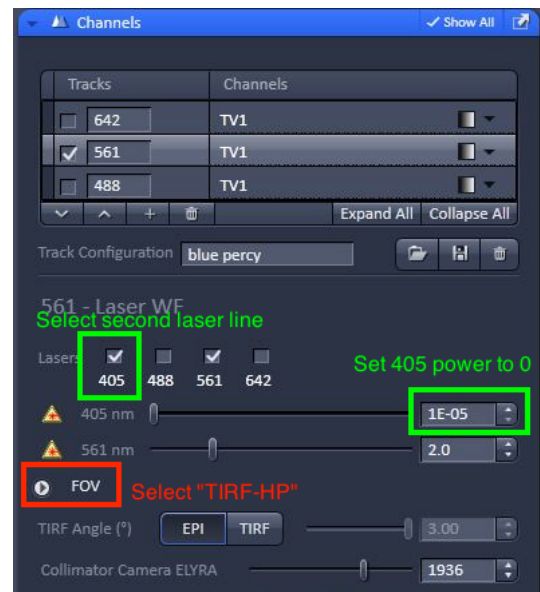 Channels Show All
Tracks Channels
642 TV1
561 TV1
488 TV1
+ Expand All Collapse All
Track Configuration blue percy
561 - Laser WF
Select second laser line
Lasers
Set 405 power to 0
405 488 561 642
405 nm 1E-05
561 nm 2.0
FOV Select "TIRF-HP"
TIRF Angle (°) EPI TIRF 3.00
Collimator Camera ELYRA 1936